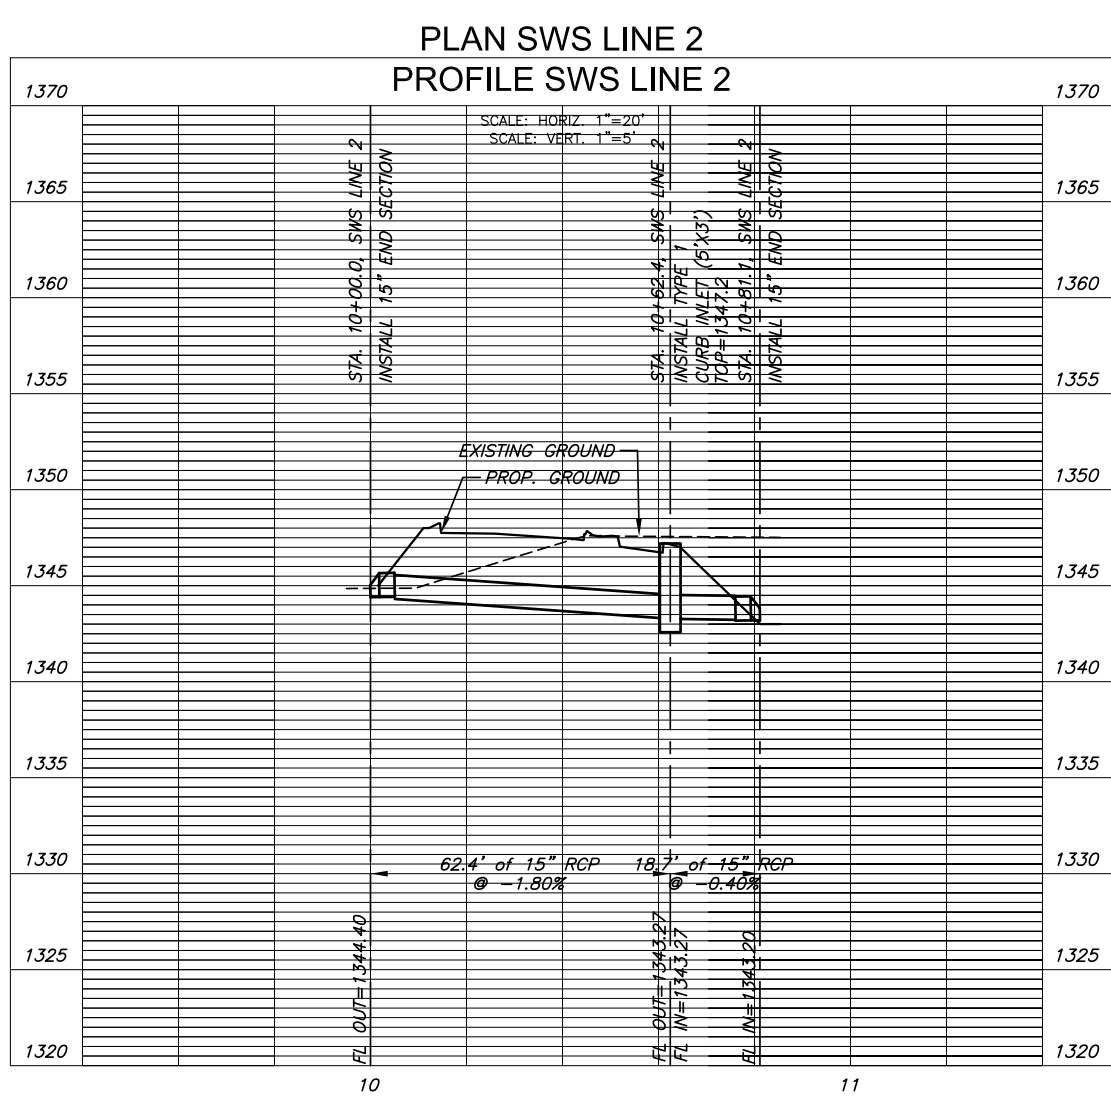 PLAN SWS LINE 2
PROFILE SWS LINE 2
1370
1370
SCALE: HORIZ. 1"=20'
SCALE: VERT. 1"=5'
STA. 10+00.0, SWS LINE 2
INSTALL 15" END SECTION
STA. 10+62.4, SWS LINE 2
INSTALL TYPE 1
CURB INLET (5'X3')
TOP=1347.2
STA. 10+81.1, SWS LINE 2
INSTALL 15" END SECTION
1365
1365
1360
1360
1355
1355
EXISTING GROUND
PROP. GROUND
1350
1350
1345
1345
1340
1340
1335
1335
1330
1330
62.4' of 15" RCP
@ -1.80%
18.7' of 15" RCP
@ -0.40%
FL OUT=1344.40
FL OUT=1343.27
FL IN=1343.27
FL IN=1343.20
1325
1325
1320
1320
10
11